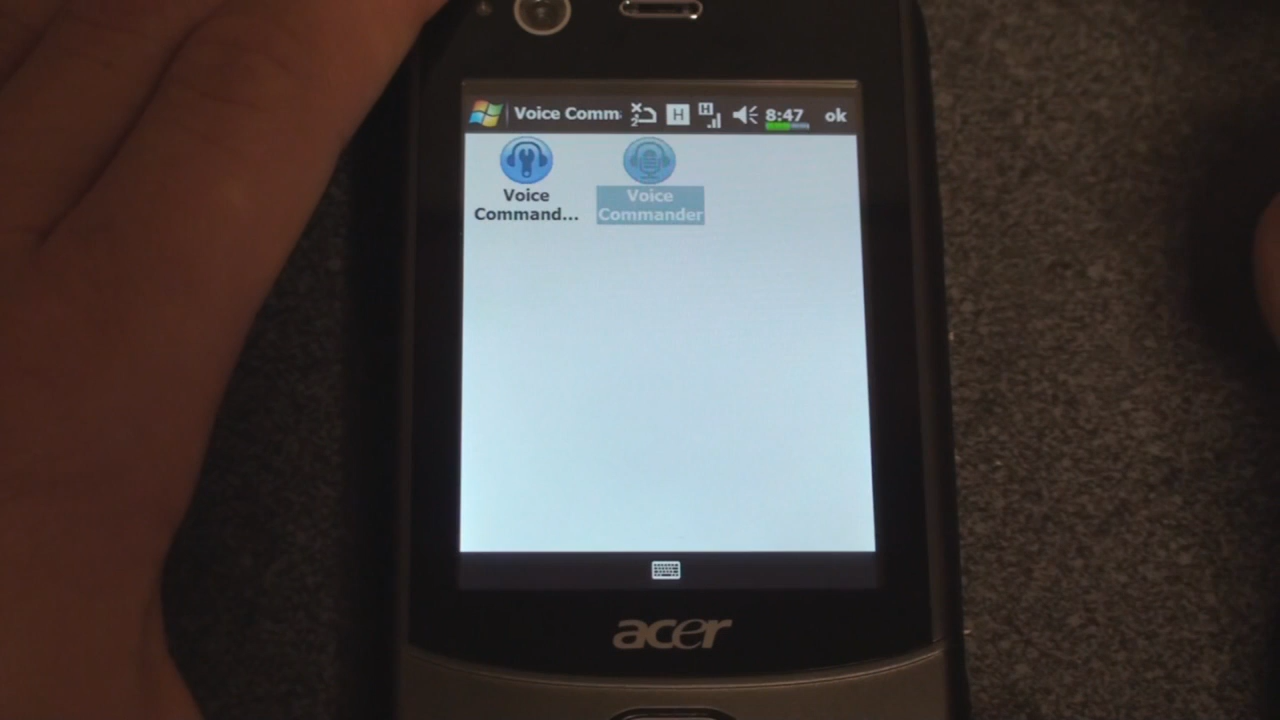 Voice Comm H H 8:47 ok
Voice
Command...
Voice
Commander
acer